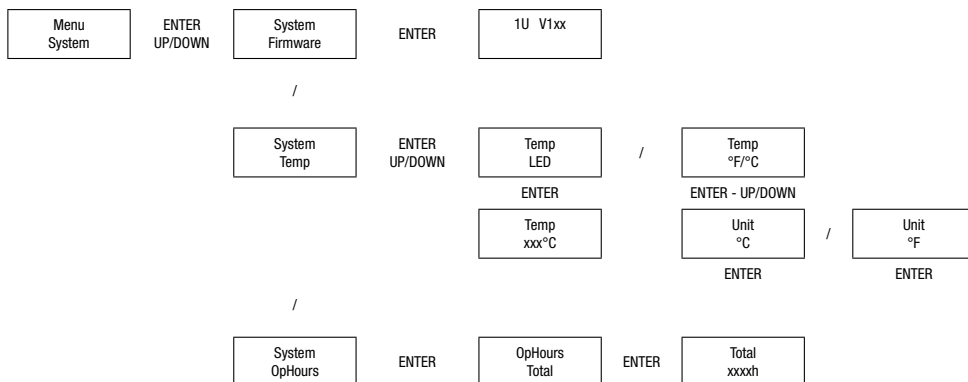 Menu
System
ENTER
UP/DOWN
System
Firmware
ENTER
1U V1xx
/
System
Temp
ENTER
UP/DOWN
Temp
LED
/
Temp
°F/°C
ENTER
ENTER - UP/DOWN
Temp
xxx°C
Unit
°C
/
Unit
°F
ENTER
ENTER
/
System
OpHours
ENTER
OpHours
Total
ENTER
Total
xxxxh